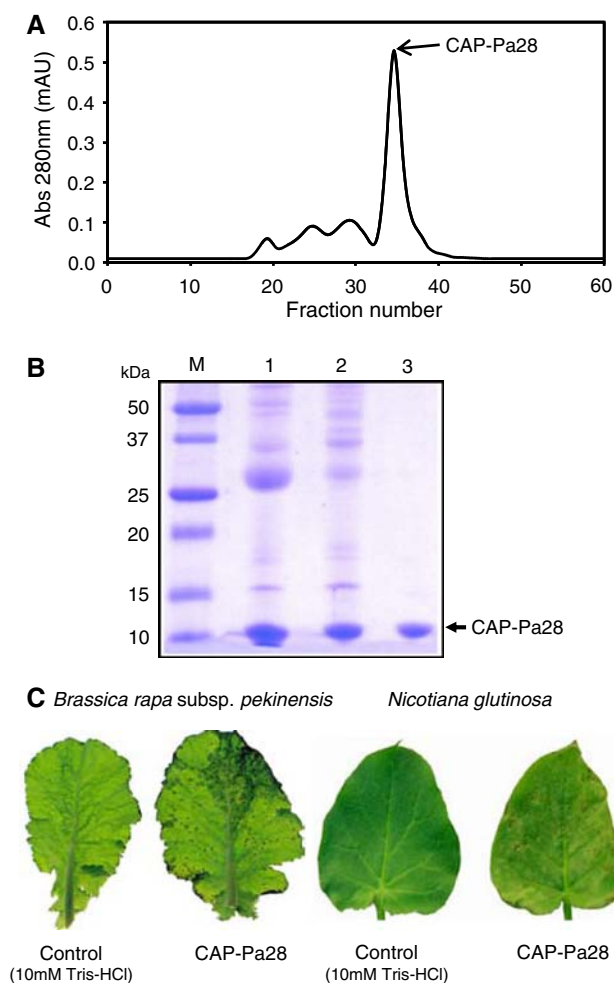 A
Abs 280nm (mAU)
0.6
0.5
0.4
0.3
0.2
0.1
0.0
CAP-Pa28
0 10 20 30 40 50 60
Fraction number
B
kDa M 1 2 3
50
37
25
20
15
10
CAP-Pa28
C Brassica rapa subsp. pekinensis Nicotiana glutinosa
Control CAP-Pa28 Control CAP-Pa28
(10mM Tris-HCl) (10mM Tris-HCl)